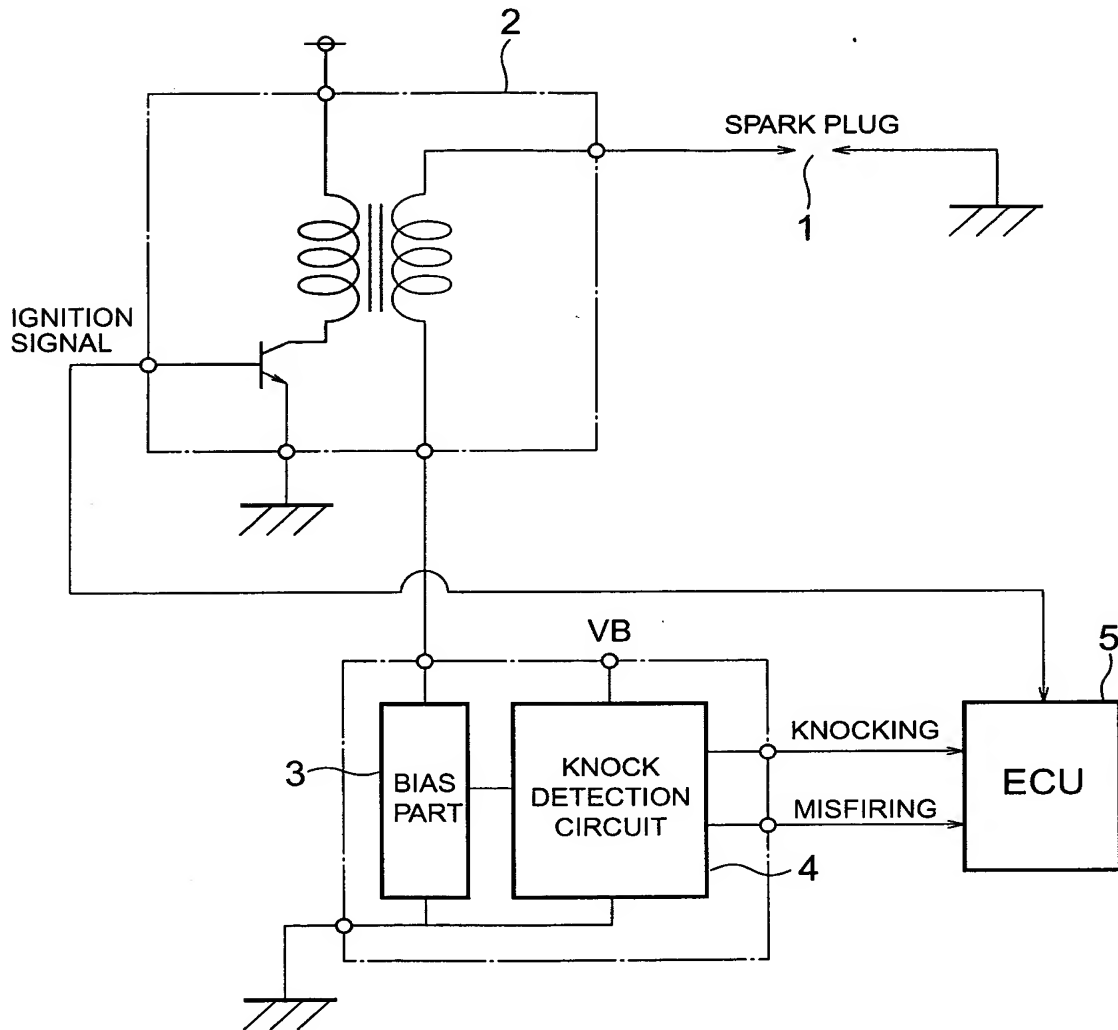 2
SPARK PLUG
1
IGNITION
SIGNAL
VB
5
KNOCKING
3
BIAS
PART
KNOCK
DETECTION
CIRCUIT
ECU
MISFIRING
4